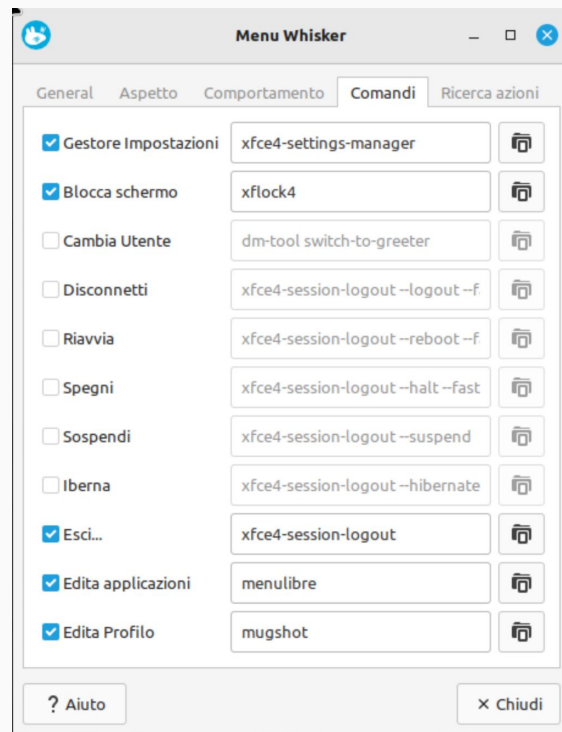 Menu Whisker
General Aspetto Comportamento Comandi Ricerca azioni
Gestore Impostazioni xfce4-settings-manager
Blocca schermo xflock4
Cambia Utente dm-tool switch-to-greeter
Disconnetti xfce4-session-logout --logout --f
Riavvia xfce4-session-logout --reboot --f
Spegni xfce4-session-logout --halt --fast
Sospendi xfce4-session-logout --suspend
Iberna xfce4-session-logout --hibernate
Esci... xfce4-session-logout
Edita applicazioni menulibre
Edita Profilo mugshot
? Aiuto × Chiudi